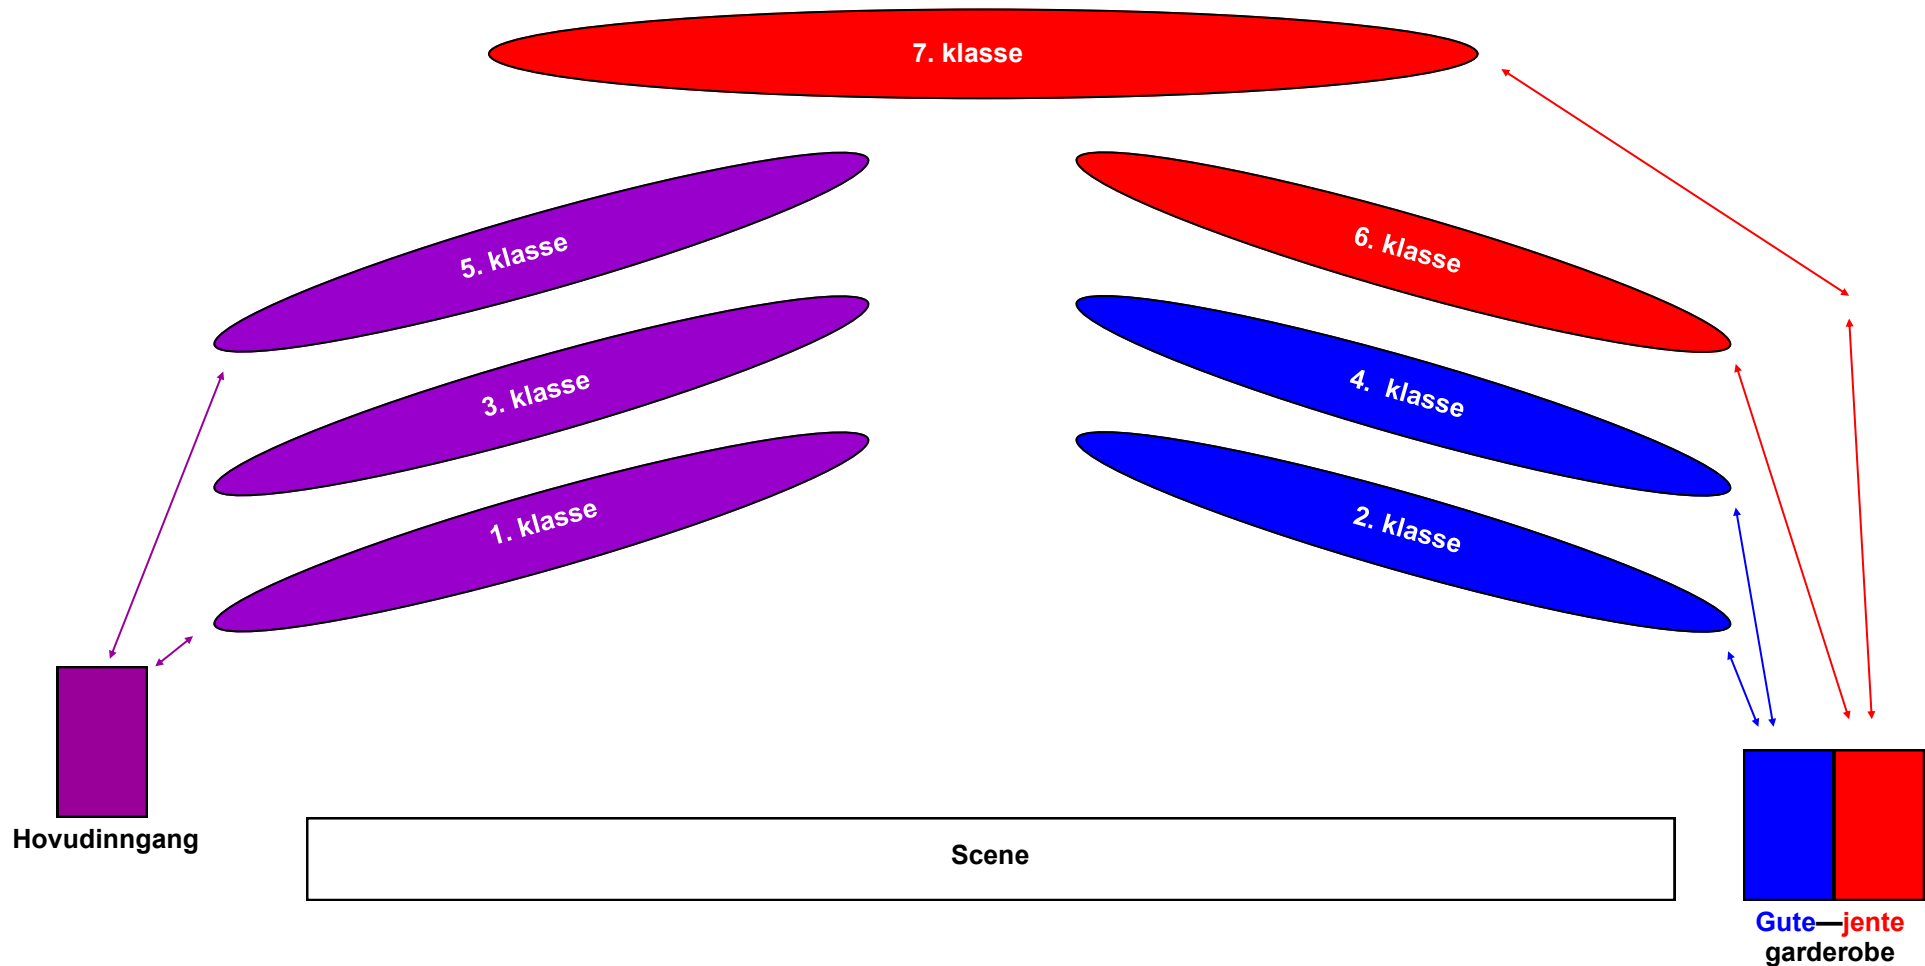 7. klasse
5. klasse
6. klasse
3. klasse
4. klasse
1. klasse
2. klasse
Hovudinngang
Scene
Gute—jente
garderobe